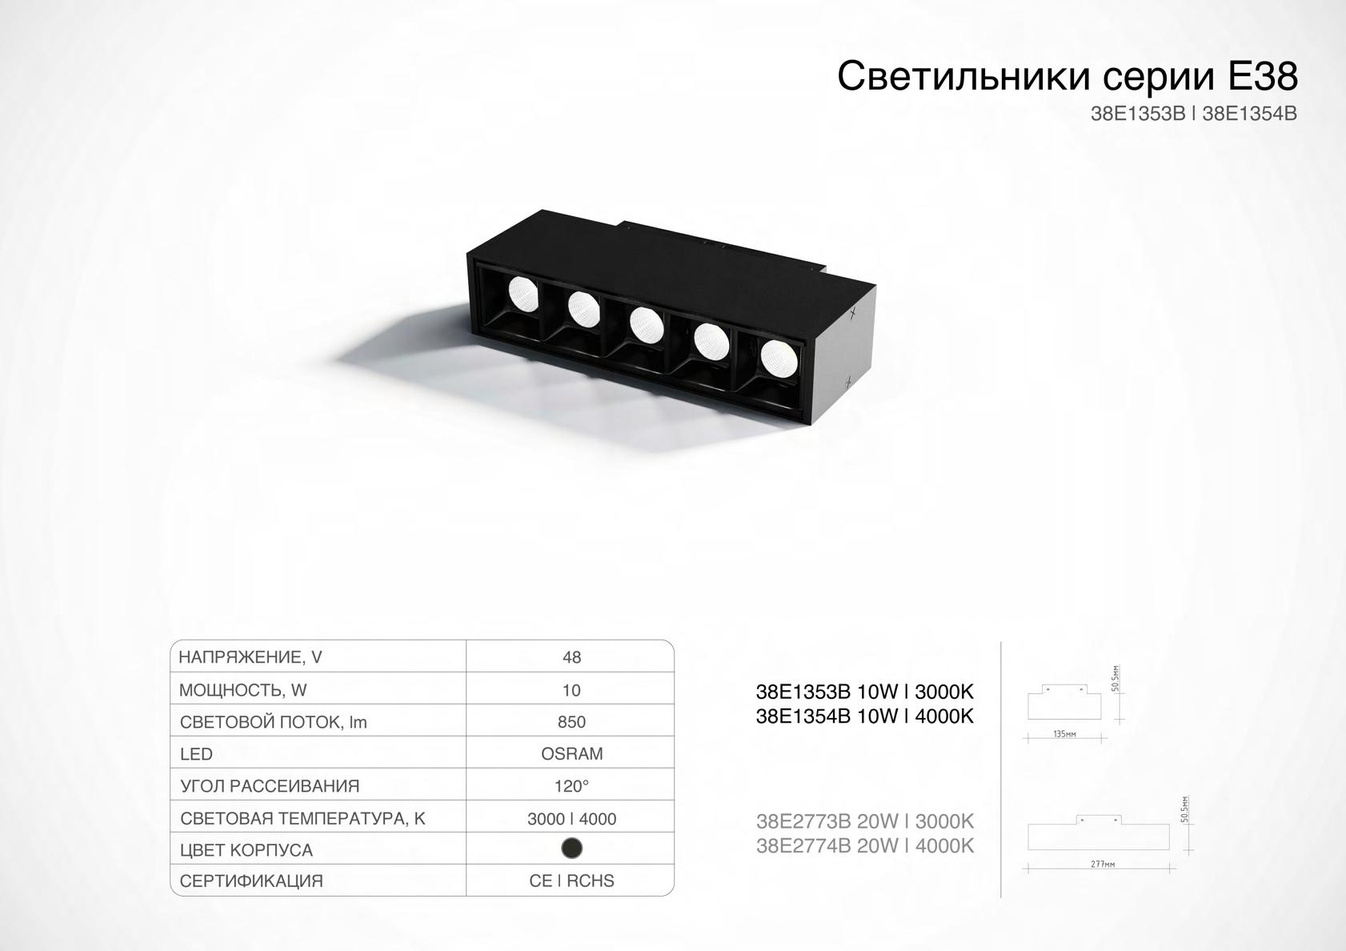 Светильники серии E38
38E1353B | 38E1354B
НАПРЯЖЕНИЕ, V 48
МОЩНОСТЬ, W 10
СВЕТОВОЙ ПОТОК, lm 850
LED OSRAM
УГОЛ РАССЕИВАНИЯ 120°
СВЕТОВАЯ ТЕМПЕРАТУРА, К 3000 | 4000
ЦВЕТ КОРПУСА
СЕРТИФИКАЦИЯ CE | RCHS
38E1353B 10W | 3000K
38E1354B 10W | 4000K
38E2773B 20W | 3000K
38E2774B 20W | 4000K
50.5мм
135мм
50.5мм
277мм